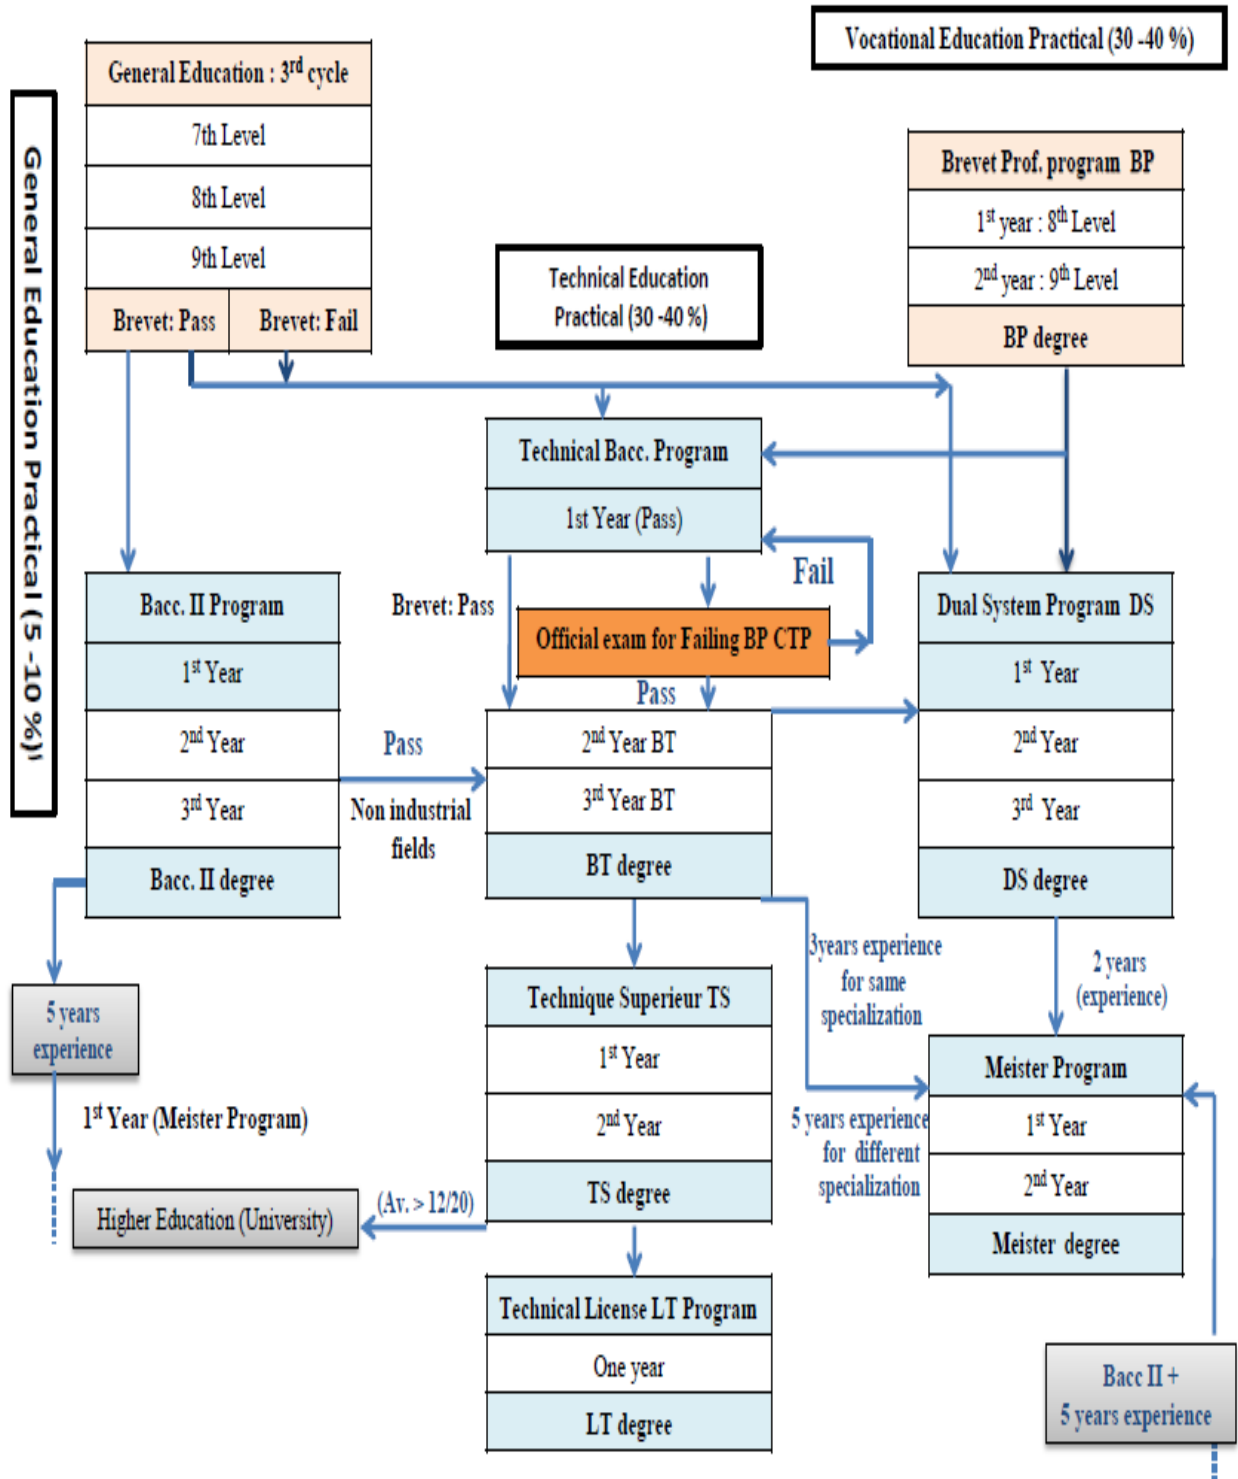 Vocational Education Practical (30 -40 %)
General Education : 3rd cycle
7th Level
8th Level
9th Level
Brevet: Pass
Brevet: Fail
General Education Practical (5 -10 %)¹
Technical Education
Practical (30 -40 %)
Brevet Prof. program BP
1st year : 8th Level
2nd year : 9th Level
BP degree
Technical Bacc. Program
1st Year (Pass)
Fail
Brevet: Pass
Official exam for Failing BP CTP
Pass
Bacc. II Program
1st Year
2nd Year
3rd Year
Bacc. II degree
Pass
Non industrial
fields
2nd Year BT
3rd Year BT
BT degree
Dual System Program DS
1st Year
2nd Year
3rd Year
DS degree
3years experience
for same
specialization
2 years
(experience)
5 years
experience
1st Year (Meister Program)
Technique Superieur TS
1st Year
2nd Year
TS degree
5 years experience
for different
specialization
Meister Program
1st Year
2nd Year
Meister degree
(Av. > 12/20)
Higher Education (University)
Technical License LT Program
One year
LT degree
Bacc II +
5 years experience